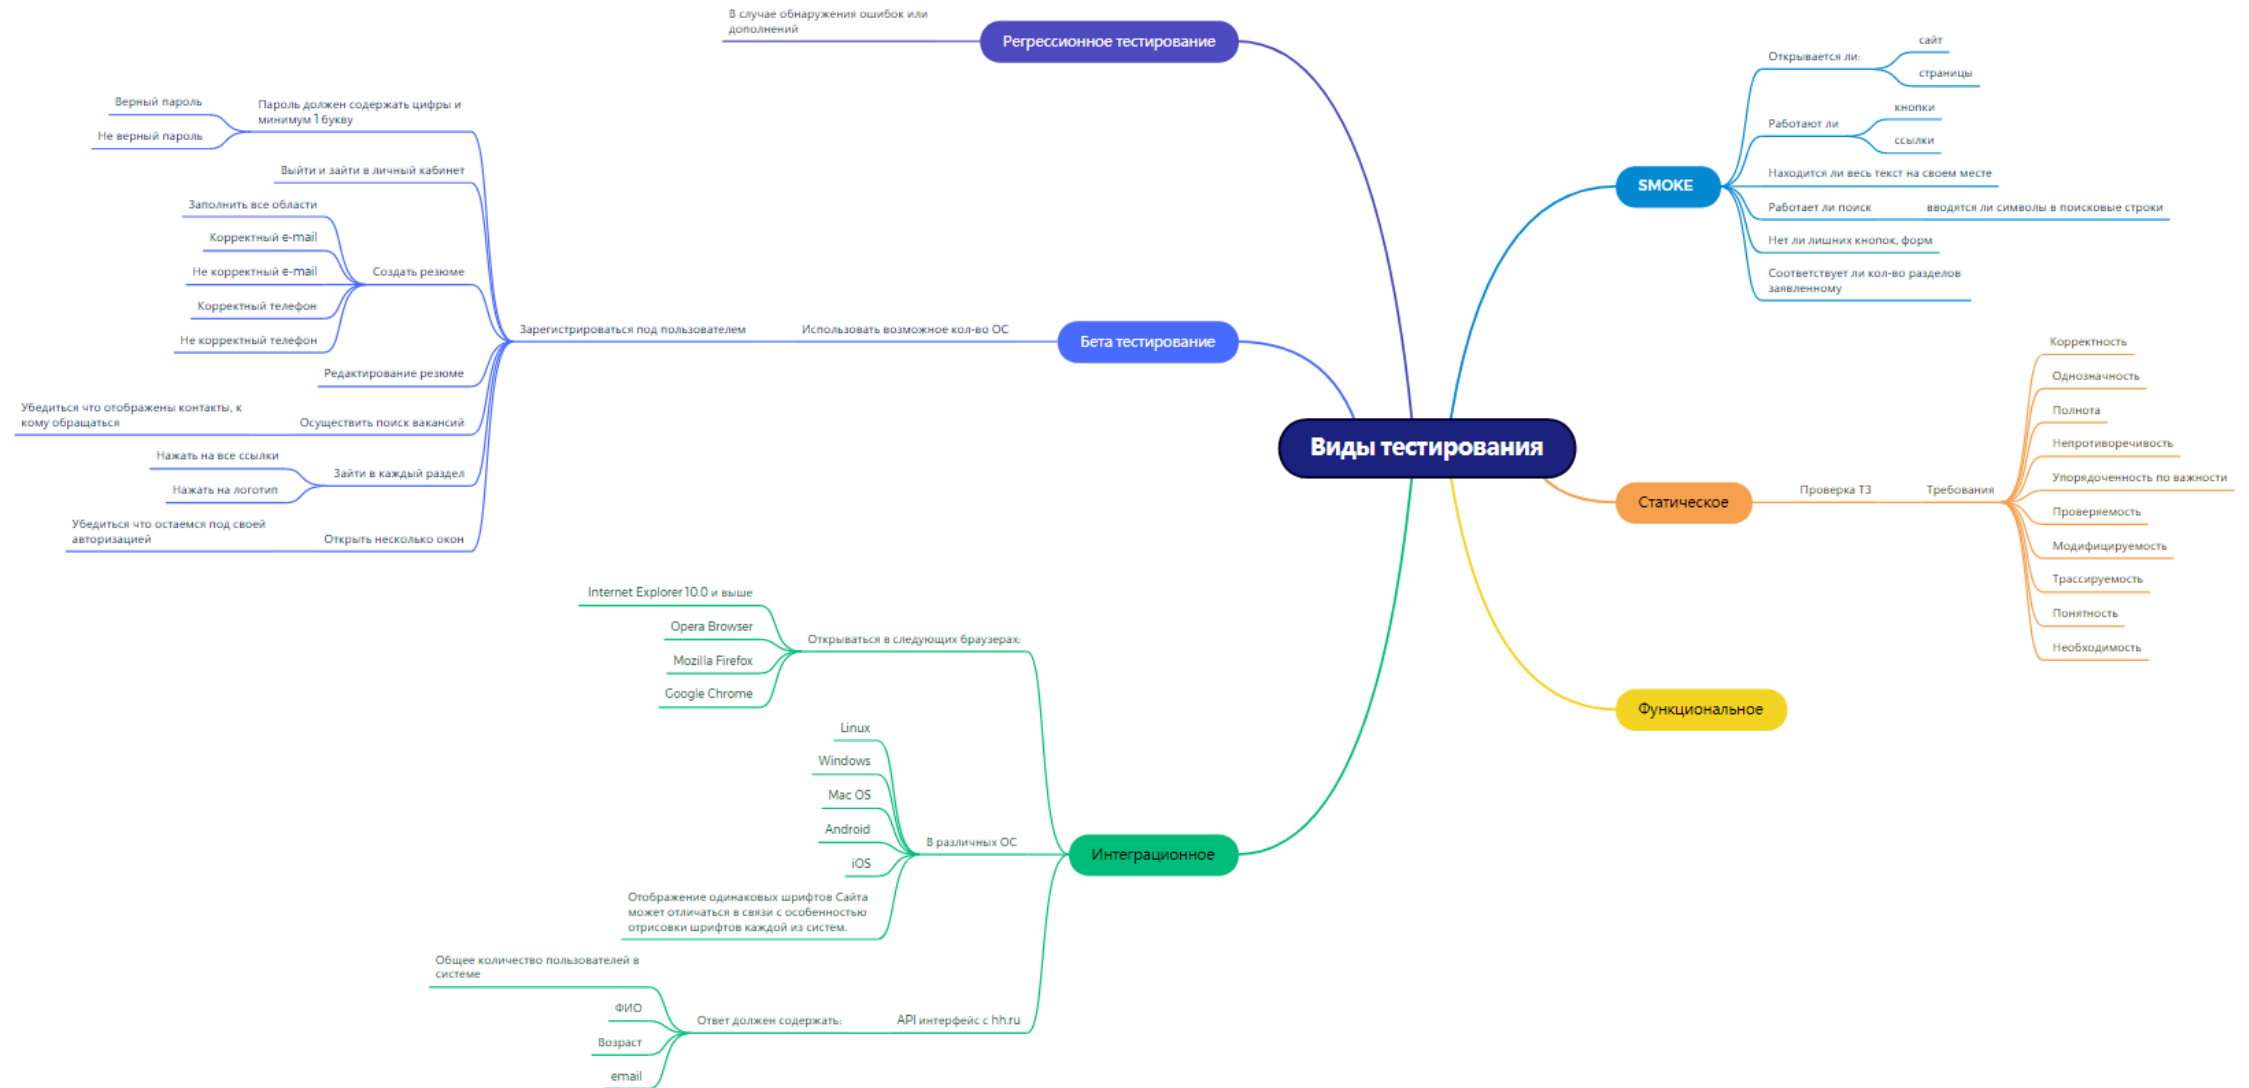 Виды тестирования
Регрессионное тестирование
В случае обнаружения ошибок или
дополнений
Бета тестирование
Использовать возможное кол-во ОС
Зарегистрироваться под пользователем
Пароль должен содержать цифры и
минимум 1 букву
Верный пароль
Не верный пароль
Выйти и зайти в личный кабинет
Создать резюме
Заполнить все области
Корректный e-mail
Не корректный e-mail
Корректный телефон
Не корректный телефон
Редактирование резюме
Осуществить поиск вакансий
Убедиться что отображены контакты, к
кому обращаться
Зайти в каждый раздел
Нажать на все ссылки
Нажать на логотип
Открыть несколько окон
Убедиться что остаемся под своей
авторизацией
Интеграционное
Открываться в следующих браузерах:
Internet Explorer 10.0 и выше
Opera Browser
Mozilla Firefox
Google Chrome
В различных ОС
Linux
Windows
Mac OS
Android
iOS
Отображение одинаковых шрифтов Сайта
может отличаться в связи с особенностью
отрисовки шрифтов каждой из систем.
API интерфейс с hh.ru
Ответ должен содержать:
Общее количество пользователей в
системе
ФИО
Возраст
email
SMOKE
Открывается ли:
сайт
страницы
Работают ли
кнопки
ссылки
Находится ли весь текст на своем месте
Работает ли поиск
вводятся ли символы в поисковые строки
Нет ли лишних кнопок, форм
Соответствует ли кол-во разделов
заявленному
Статическое
Проверка ТЗ
Требования
Корректность
Однозначность
Полнота
Непротиворечивость
Упорядоченность по важности
Проверяемость
Модифицируемость
Трассируемость
Понятность
Необходимость
Функциональное